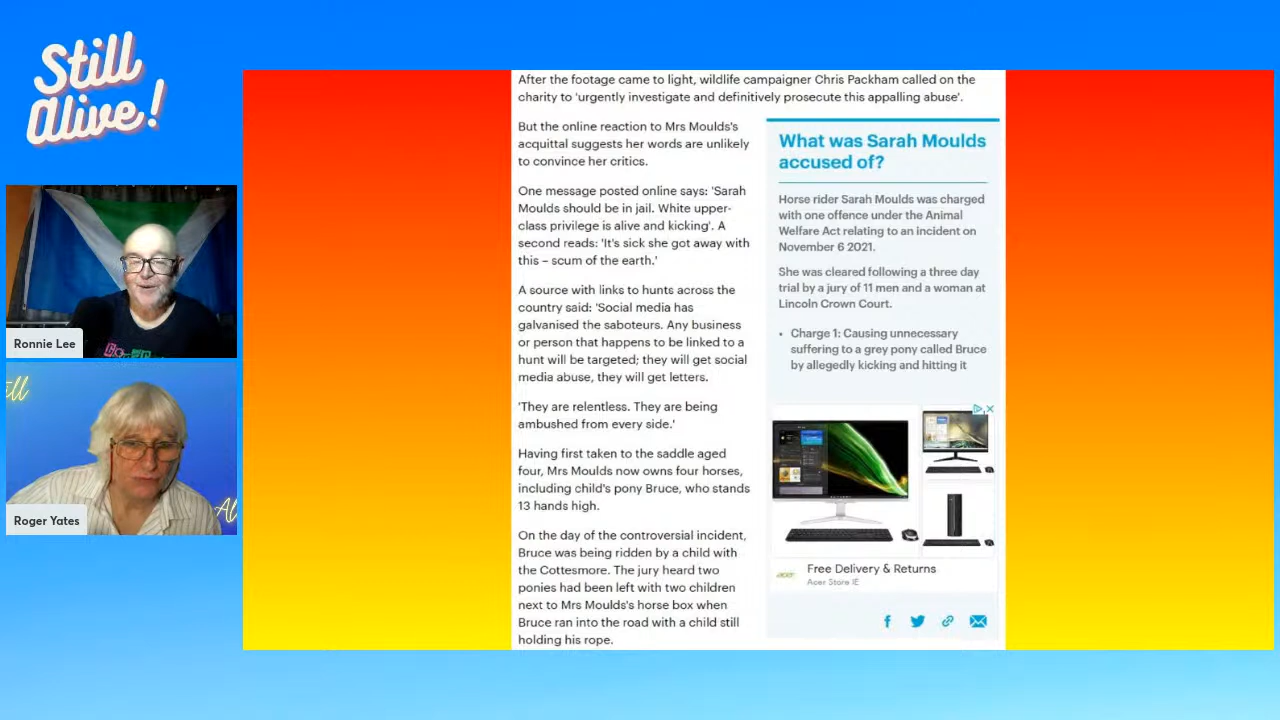 Still
Alive!
Ronnie Lee
Roger Yates
After the footage came to light, wildlife campaigner Chris Packham called on the
charity to 'urgently investigate and definitively prosecute this appalling abuse'.
But the online reaction to Mrs Moulds's
acquittal suggests her words are unlikely
to convince her critics.
One message posted online says: 'Sarah
Moulds should be in jail. White upper-
class privilege is alive and kicking'. A
second reads: 'It's sick she got away with
this – scum of the earth.'
A source with links to hunts across the
country said: 'Social media has
galvanised the saboteurs. Any business
or person that happens to be linked to a
hunt will be targeted; they will get social
media abuse, they will get letters.
'They are relentless. They are being
ambushed from every side.'
Having first taken to the saddle aged
four, Mrs Moulds now owns four horses,
including child's pony Bruce, who stands
13 hands high.
On the day of the controversial incident,
Bruce was being ridden by a child with
the Cottesmore. The jury heard two
ponies had been left with two children
next to Mrs Moulds's horse box when
Bruce ran into the road with a child still
holding his rope.
What was Sarah Moulds
accused of?
Horse rider Sarah Moulds was charged
with one offence under the Animal
Welfare Act relating to an incident on
November 6 2021.
She was cleared following a three day
trial by a jury of 11 men and a woman at
Lincoln Crown Court.
• Charge 1: Causing unnecessary
suffering to a grey pony called Bruce
by allegedly kicking and hitting it
acer
Free Delivery & Returns
Acer Store IE